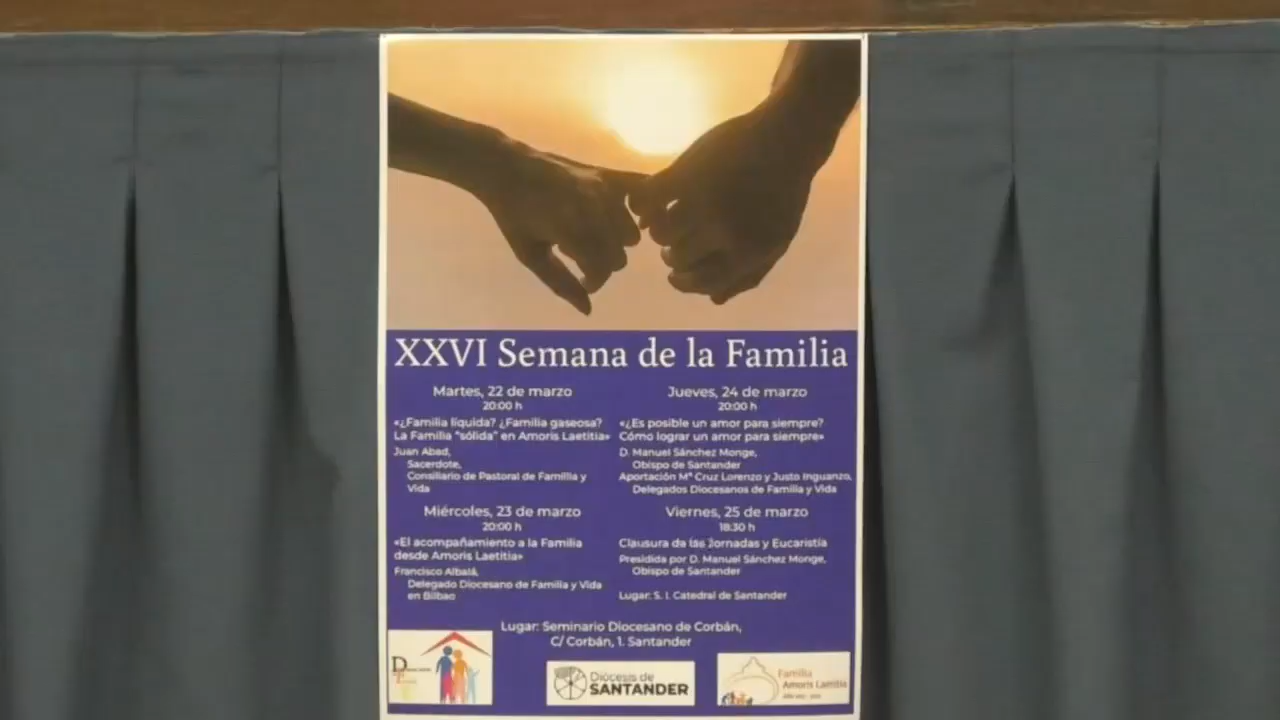 XXVI Semana de la Familia
Martes, 22 de marzo
20:00 h
«¿Familia líquida? ¿Familia gaseosa?
La Familia "sólida" en Amoris Laetitia»
Juan Abad,
Sacerdote,
Consiliario de Pastoral de Famillia y
Vida
Miércoles, 23 de marzo
20:00 h
«El acompañamiento a la Familia
desde Amoris Laetitia»
Francisco Albalá,
Delegado Diocesano de Familia y Vida
en Bilbao
Jueves, 24 de marzo
20:00 h
«¿Es posible un amor para siempre?
Cómo lograr un amor para siempre»
D. Manuel Sánchez Monge,
Obispo de Santander
Aportación Mª Cruz Lorenzo y Justo Inguanzo,
Delegados Diocesanos de Familia y Vida
Viernes, 25 de marzo
18:30 h
Clausura de las Jornadas y Eucaristía
Presidida por D. Manuel Sánchez Monge,
Obispo de Santander
Lugar: S. I. Catedral de Santander
Lugar: Seminario Diocesano de Corbán,
C/ Corbán, 1. Santander
Diócesis de
SANTANDER
Familia
Amoris Laetitia